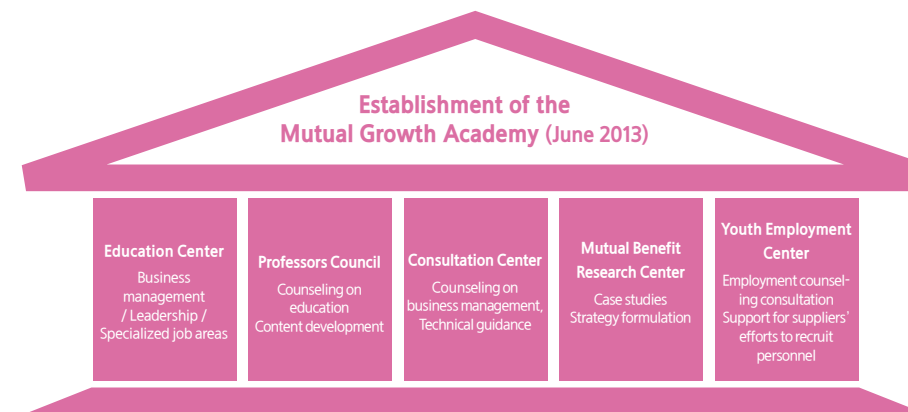 Establishment of the
Mutual Growth Academy (June 2013)
Education Center
Business
management
/ Leadership /
Specialized job areas
Professors Council
Counseling on
education
Content development
Consultation Center
Counseling on
business management,
Technical guidance
Mutual Benefit
Research Center
Case studies
Strategy formulation
Youth Employment
Center
Employment counsel-
ing consultation
Support for suppliers’
efforts to recruit
personnel